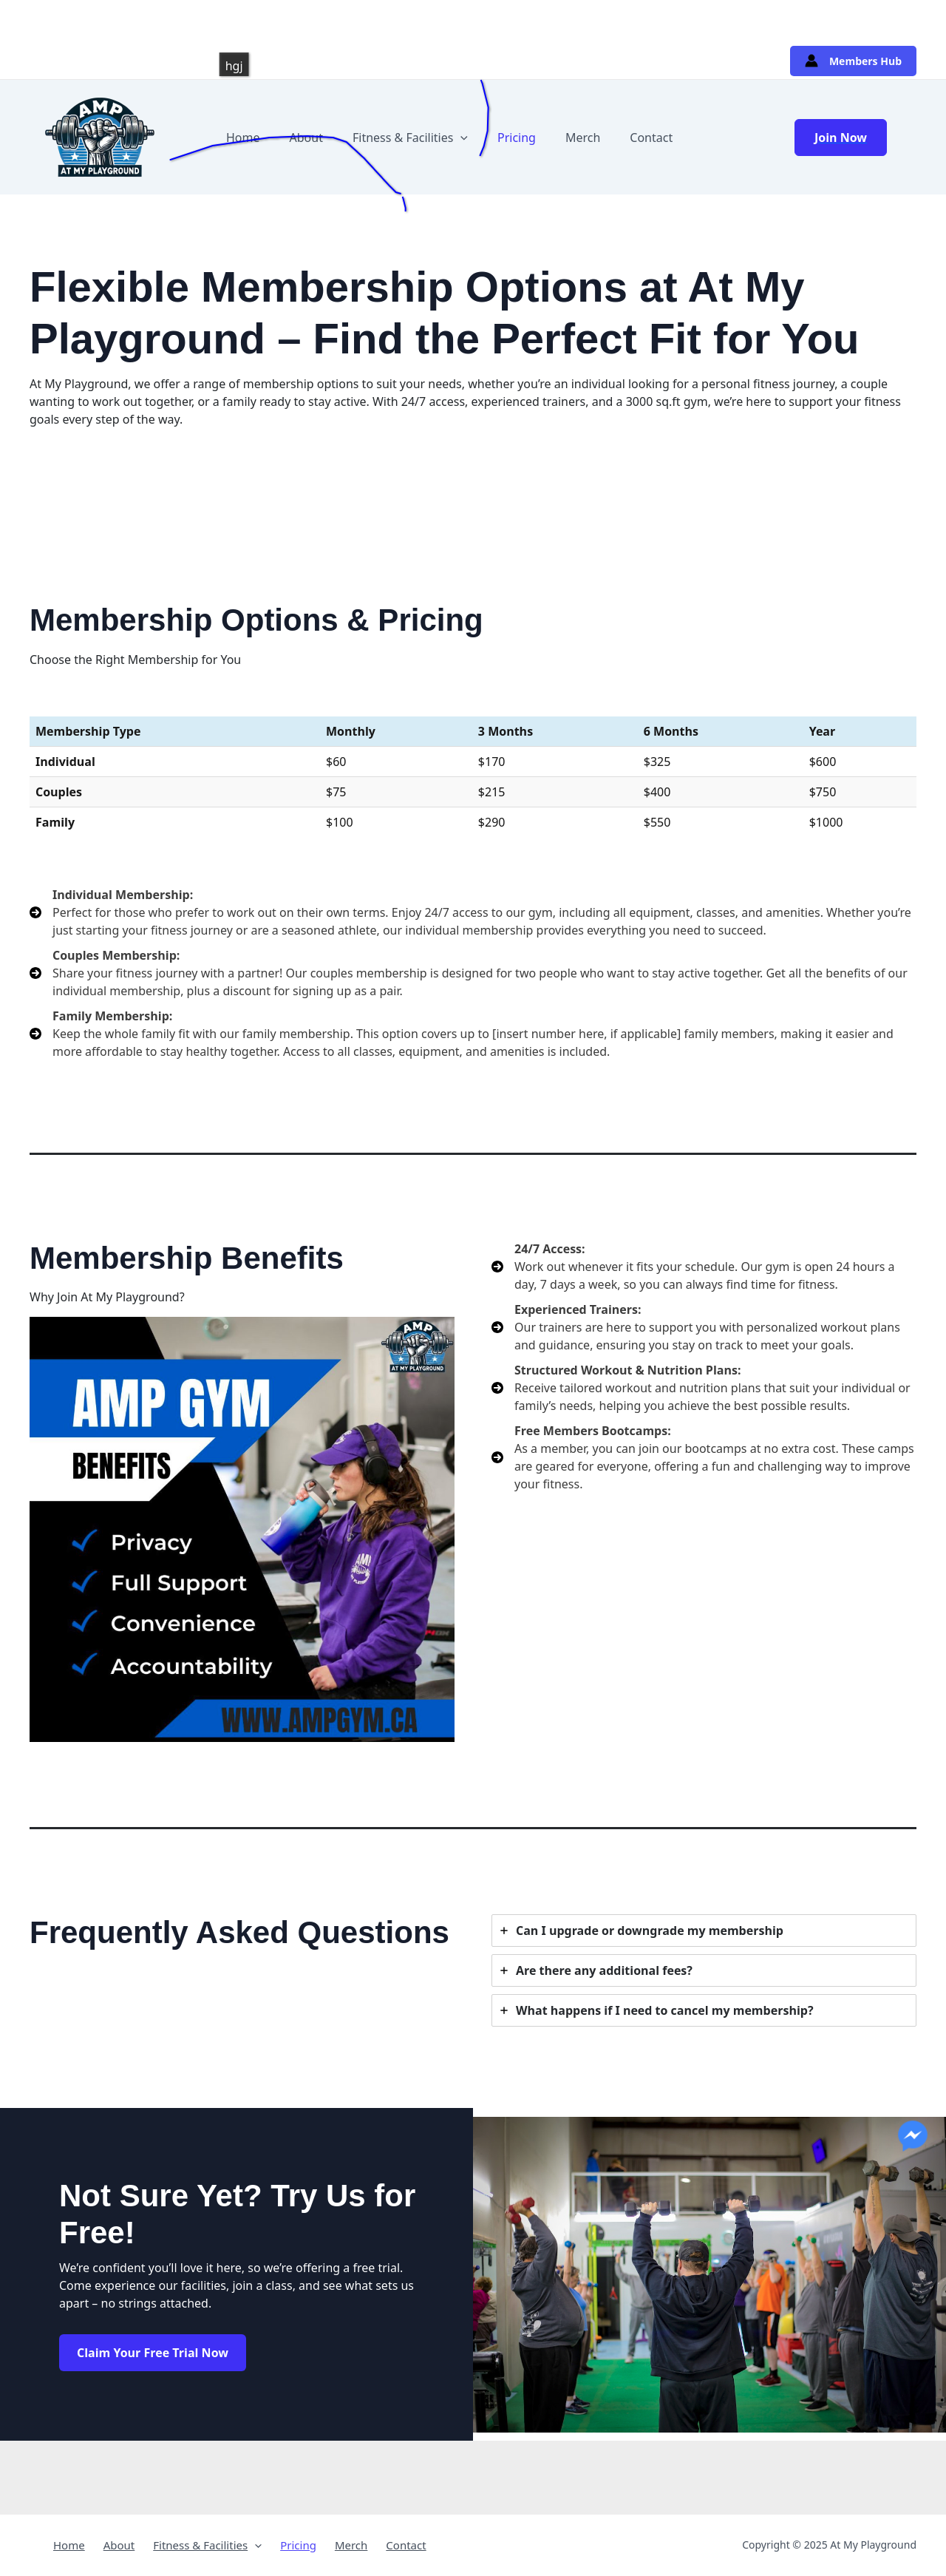 hgj
Members Hub
AMP
AT MY PLAYGROUND
Home About Fitness & Facilities Pricing Merch Contact
Join Now
Flexible Membership Options at At My
Playground – Find the Perfect Fit for You
At My Playground, we offer a range of membership options to suit your needs, whether you’re an individual looking for a personal fitness journey, a couple
wanting to work out together, or a family ready to stay active. With 24/7 access, experienced trainers, and a 3000 sq.ft gym, we’re here to support your fitness
goals every step of the way.
Membership Options & Pricing
Choose the Right Membership for You
Membership Type Monthly 3 Months 6 Months Year
Individual $60 $170 $325 $600
Couples $75 $215 $400 $750
Family $100 $290 $550 $1000
Individual Membership:
Perfect for those who prefer to work out on their own terms. Enjoy 24/7 access to our gym, including all equipment, classes, and amenities. Whether you’re
just starting your fitness journey or are a seasoned athlete, our individual membership provides everything you need to succeed.
Couples Membership:
Share your fitness journey with a partner! Our couples membership is designed for two people who want to stay active together. Get all the benefits of our
individual membership, plus a discount for signing up as a pair.
Family Membership:
Keep the whole family fit with our family membership. This option covers up to [insert number here, if applicable] family members, making it easier and
more affordable to stay healthy together. Access to all classes, equipment, and amenities is included.
Membership Benefits
Why Join At My Playground?
AMP
AT MY PLAYGROUND
AMP GYM
BENEFITS
Privacy
Full Support
Convenience
Accountability
WWW.AMPGYM.CA
24/7 Access:
Work out whenever it fits your schedule. Our gym is open 24 hours a
day, 7 days a week, so you can always find time for fitness.
Experienced Trainers:
Our trainers are here to support you with personalized workout plans
and guidance, ensuring you stay on track to meet your goals.
Structured Workout & Nutrition Plans:
Receive tailored workout and nutrition plans that suit your individual or
family’s needs, helping you achieve the best possible results.
Free Members Bootcamps:
As a member, you can join our bootcamps at no extra cost. These camps
are geared for everyone, offering a fun and challenging way to improve
your fitness.
Frequently Asked Questions
Can I upgrade or downgrade my membership
Are there any additional fees?
What happens if I need to cancel my membership?
Not Sure Yet? Try Us for
Free!
We’re confident you’ll love it here, so we’re offering a free trial.
Come experience our facilities, join a class, and see what sets us
apart – no strings attached.
Claim Your Free Trial Now
Home About Fitness & Facilities Pricing Merch Contact
Copyright © 2025 At My Playground